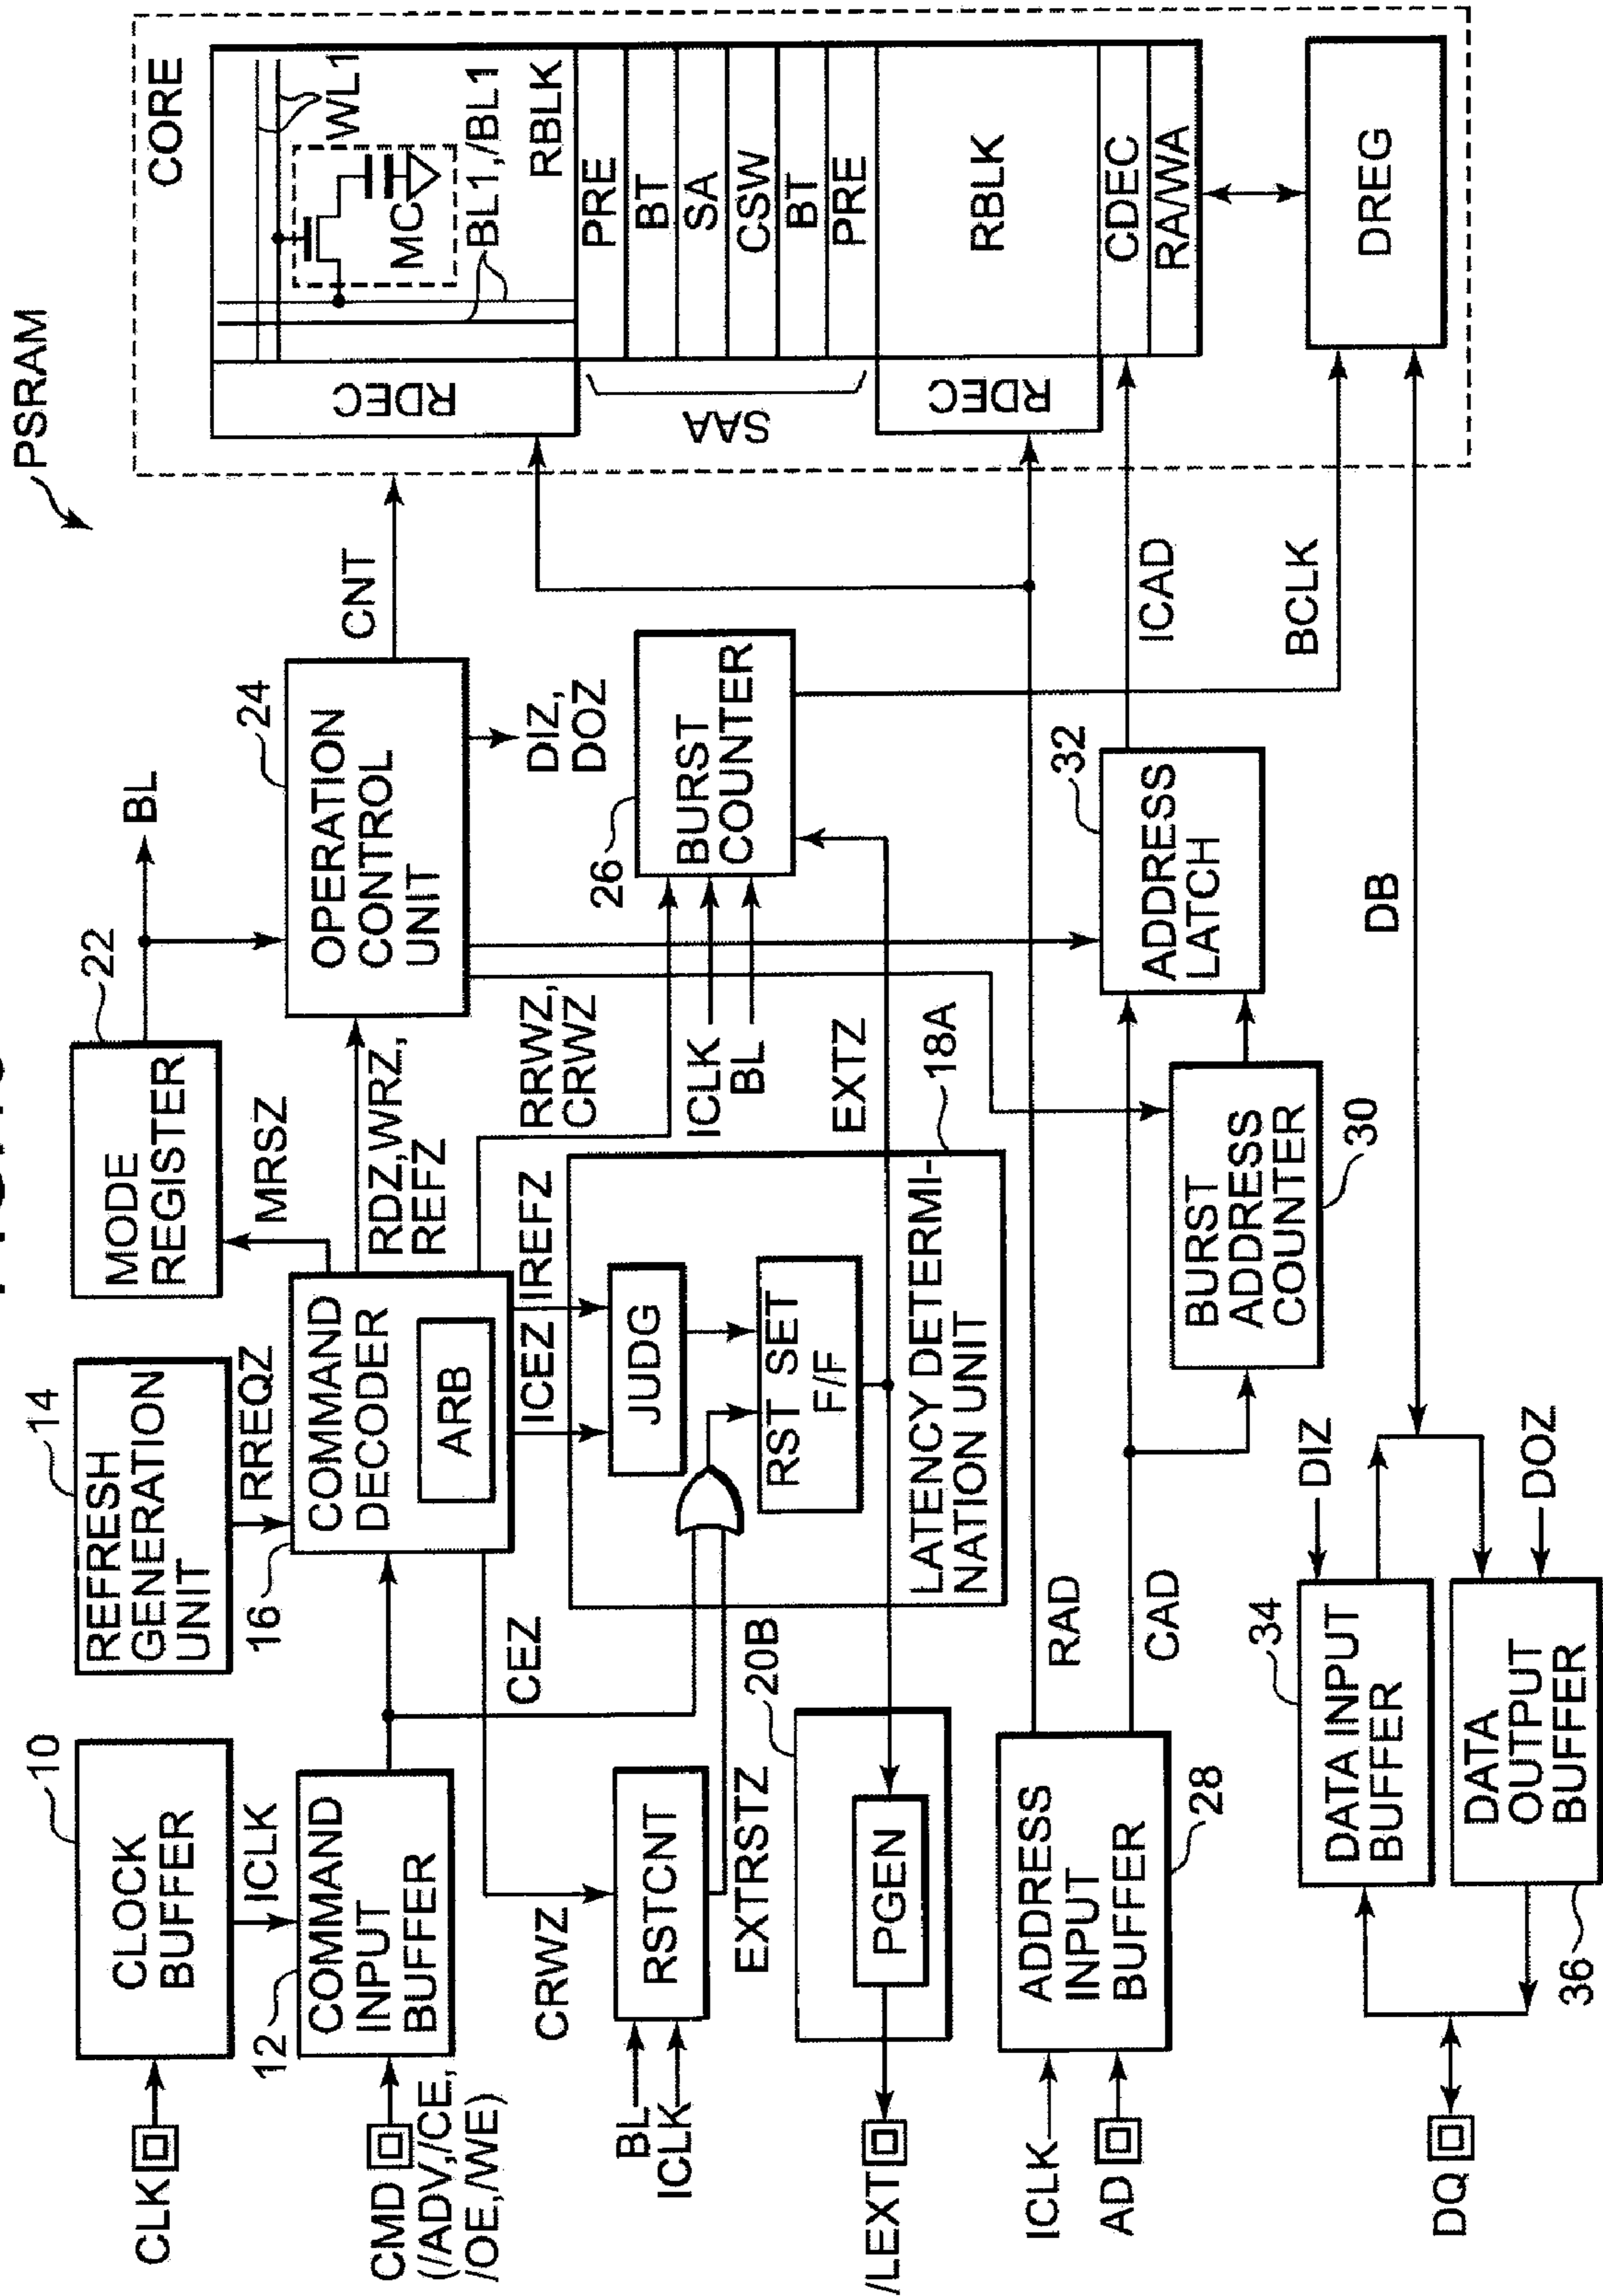 PSRAM
CLK
CLOCK
BUFFER
10
ICLK
CMD
(/ADV,/CE,
/OE,/WE)
12
COMMAND
INPUT
BUFFER
REFRESH
GENERATION
UNIT
14
RREQZ
16
COMMAND
DECODER
ARB
MODE
REGISTER
22
MRSZ
BL
RDZ,WRZ,
REFZ
OPERATION
CONTROL
UNIT
24
CNT
DIZ,
DOZ
CEZ
CRWZ
BL
ICLK
RSTCNT
EXTRSTZ
ICEZ
IREFZ
JUDG
RST SET
F/F
LATENCY DETERMI-
NATION UNIT
18A
RRWZ,
CRWZ
ICLK
BL
EXTZ
26
BURST
COUNTER
/LEXT
PGEN
20B
ICLK
AD
ADDRESS
INPUT
BUFFER
28
RAD
CAD
BURST
ADDRESS
COUNTER
30
32
ADDRESS
LATCH
ICAD
BCLK
DB
DQ
34
DATA INPUT
BUFFER
DIZ
DATA
OUTPUT
BUFFER
36
DOZ
CORE
WL1
MC
BL1,/BL1
RBLK
RDEC
PRE
BT
SA
CSW
BT
PRE
SAA
RBLK
RDEC
CDEC
RA/WA
DREG